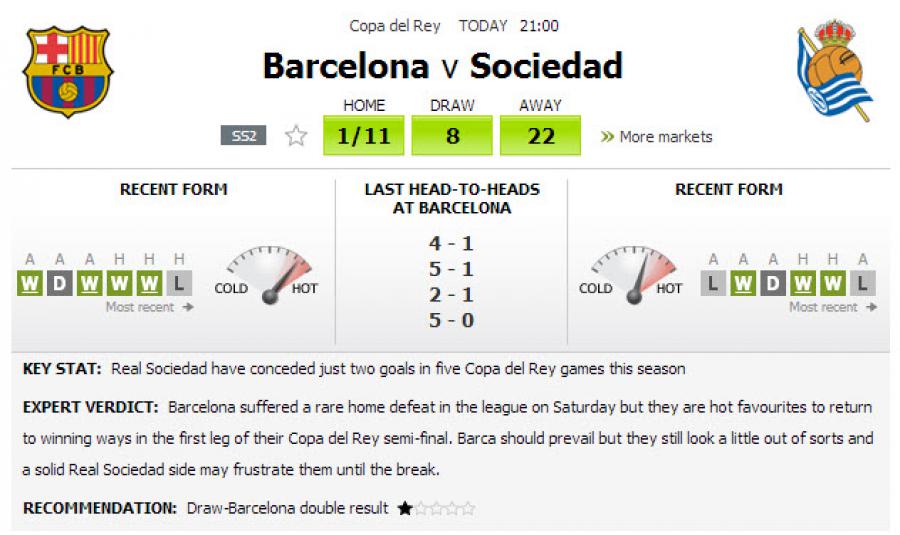 Copa del Rey TODAY 21:00
Barcelona v Sociedad
HOME DRAW AWAY
SS2 1/11 8 22 » More markets
RECENT FORM
A A A H H H
W D W W W L
Most recent →
COLD HOT
LAST HEAD-TO-HEADS
AT BARCELONA
4 - 1
5 - 1
2 - 1
5 - 0
RECENT FORM
COLD HOT
A A A H H A
L W D W W L
Most recent →
KEY STAT: Real Sociedad have conceded just two goals in five Copa del Rey games this season
EXPERT VERDICT: Barcelona suffered a rare home defeat in the league on Saturday but they are hot favourites to return
to winning ways in the first leg of their Copa del Rey semi-final. Barca should prevail but they still look a little out of sorts and
a solid Real Sociedad side may frustrate them until the break.
RECOMMENDATION: Draw-Barcelona double result ★☆☆☆☆
FCB